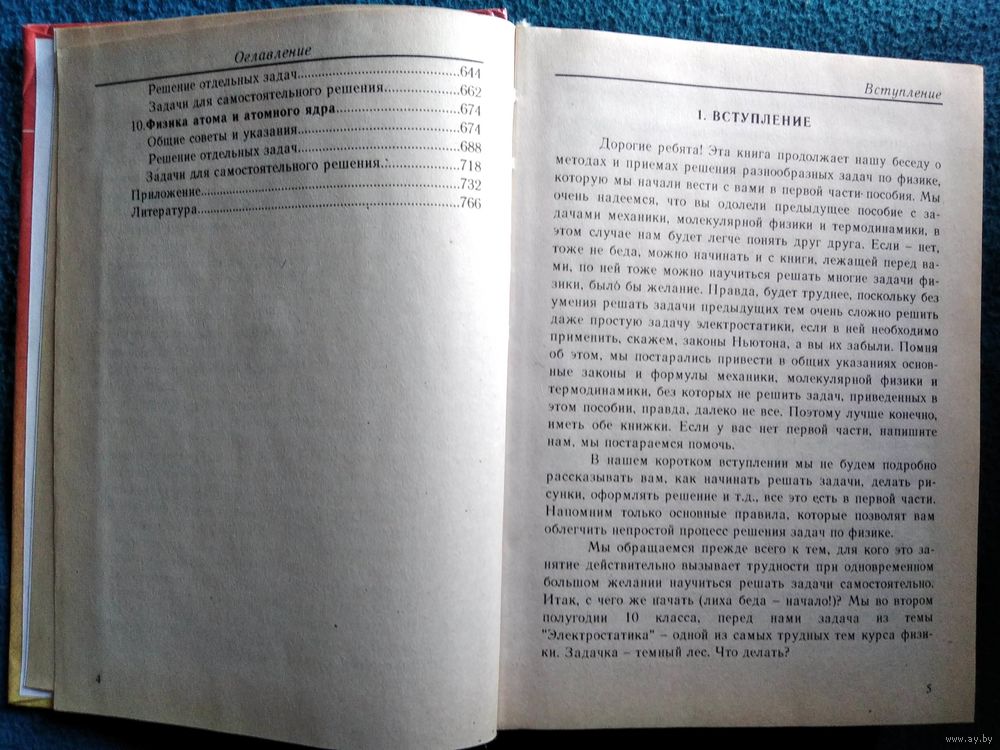 Оглавление
Решение отдельных задач..............................................644
Задачи для самостоятельного решения.....................662
10.Физика атома и атомного ядра..............................674
Общие советы и указания..............................................674
Решение отдельных задач..............................................688
Задачи для самостоятельного решения.:...................718
Приложение......................................................................732
Литература........................................................................766
4
Вступление
1. ВСТУПЛЕНИЕ
Дорогие ребята! Эта книга продолжает нашу беседу о
методах и приемах решения разнообразных задач по физике,
которую мы начали вести с вами в первой части пособия. Мы
очень надеемся, что вы одолели предыдущее пособие с за-
дачами механики, молекулярной физики и термодинамики, в
этом случае нам будет легче понять друг друга. Если – нет,
тоже не беда, можно начинать и с книги, лежащей перед ва-
ми, по ней тоже можно научиться решать многие задачи фи-
зики, было бы желание. Правда, будет труднее, поскольку без
умения решать задачи предыдущих тем очень сложно решить
даже простую задачу электростатики, если в ней необходимо
применить, скажем, законы Ньютона, а вы их забыли. Помня
об этом, мы постарались привести в общих указаниях основ-
ные законы и формулы механики, молекулярной физики и
термодинамики, без которых не решить задач, приведенных в
этом пособии, правда, далеко не все. Поэтому лучше конечно,
иметь обе книжки. Если у вас нет первой части, напишите
нам, мы постараемся помочь.
В нашем коротком вступлении мы не будем подробно
рассказывать вам, как начинать решать задачи, делать ри-
сунки, оформлять решение и т.д., все это есть в первой части.
Напомним только основные правила, которые позволят вам
облегчить непростой процесс решения задач по физике.
Мы обращаемся прежде всего к тем, для кого это за-
нятие действительно вызывает трудности при одновременном
большом желании научиться решать задачи самостоятельно.
Итак, с чего же начать (лиха беда – начало!)? Мы во втором
полугодии 10 класса, перед нами задача из темы
"Электростатика" – одной из самых трудных тем курса физи-
ки. Задачка – темный лес. Что делать?
5
www.ay.by